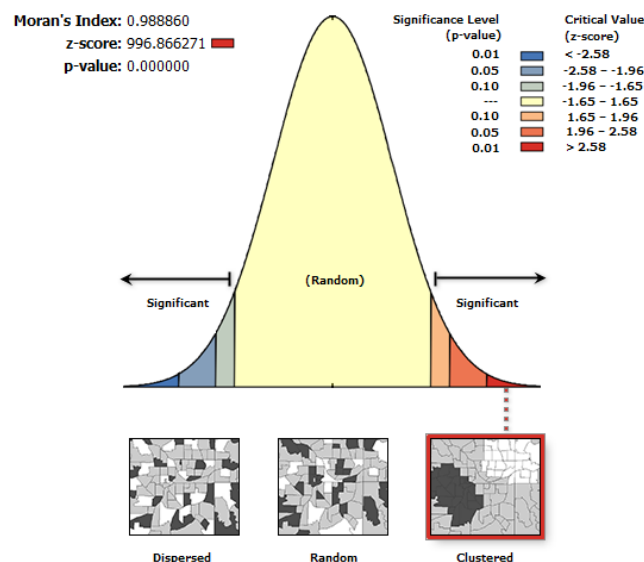 Moran's Index: 0.988860
z-score: 996.866271
p-value: 0.000000
Significance Level (p-value)
Critical Value (z-score)
0.01 < -2.58
0.05 -2.58 – -1.96
0.10 -1.96 – -1.65
--- -1.65 – 1.65
0.10 1.65 – 1.96
0.05 1.96 – 2.58
0.01 > 2.58
Significant
(Random)
Significant
Dispersed
Random
Clustered